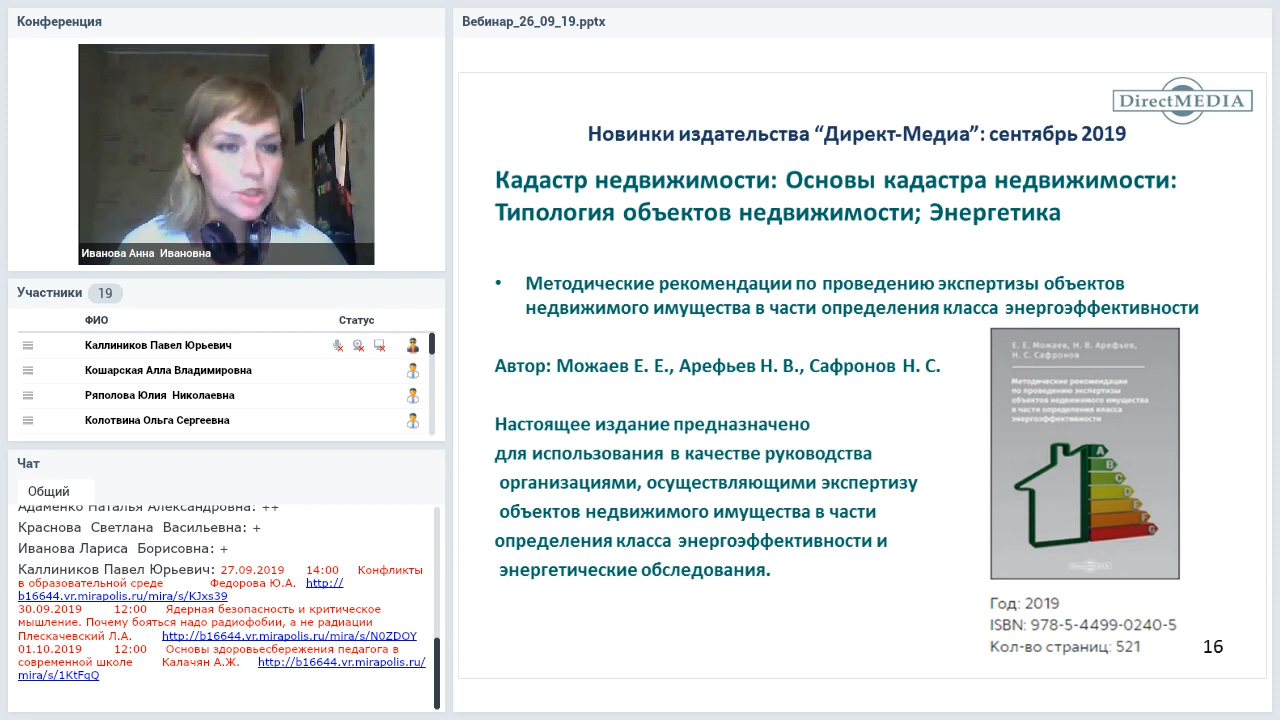 Конференция
Иванова Анна Ивановна
Участники 19
ФИО Статус
Каллиников Павел Юрьевич
Кошарская Алла Владимировна
Ряполова Юлия Николаевна
Колотвина Ольга Сергеевна
Чат
Общий
Адаменко Наталья Александровна: ++
Краснова Светлана Васильевна: +
Иванова Лариса Борисовна: +
Каллиников Павел Юрьевич: 27.09.2019 14:00 Конфликты
в образовательной среде Федорова Ю.А. http://
b16644.vr.mirapolis.ru/mira/s/KJxs39
30.09.2019 12:00 Ядерная безопасность и критическое
мышление. Почему бояться надо радиофобии, а не радиации
Плескачевский Л.А. http://b16644.vr.mirapolis.ru/mira/s/N0ZDOY
01.10.2019 12:00 Основы здоровьесбережения педагога в
современной школе Калачян А.Ж. http://b16644.vr.mirapolis.ru/
mira/s/1KtFqQ
Вебинар_26_09_19.pptx
DirectMEDIA
Новинки издательства “Директ-Медиа”: сентябрь 2019
Кадастр недвижимости: Основы кадастра недвижимости:
Типология объектов недвижимости; Энергетика
• Методические рекомендации по проведению экспертизы объектов
недвижимого имущества в части определения класса энергоэффективности
Автор: Можаев Е. Е., Арефьев Н. В., Сафронов Н. С.
Настоящее издание предназначено
для использования в качестве руководства
организациями, осуществляющими экспертизу
объектов недвижимого имущества в части
определения класса энергоэффективности и
энергетические обследования.
Е. Е. Можаев, Н. В. Арефьев,
Н. С. Сафронов
Методические рекомендации
по проведению экспертизы
объектов недвижимого имущества
в части определения класса
энергоэффективности
A
B
C
D
E
F
G
Год: 2019
ISBN: 978-5-4499-0240-5
Кол-во страниц: 521
16